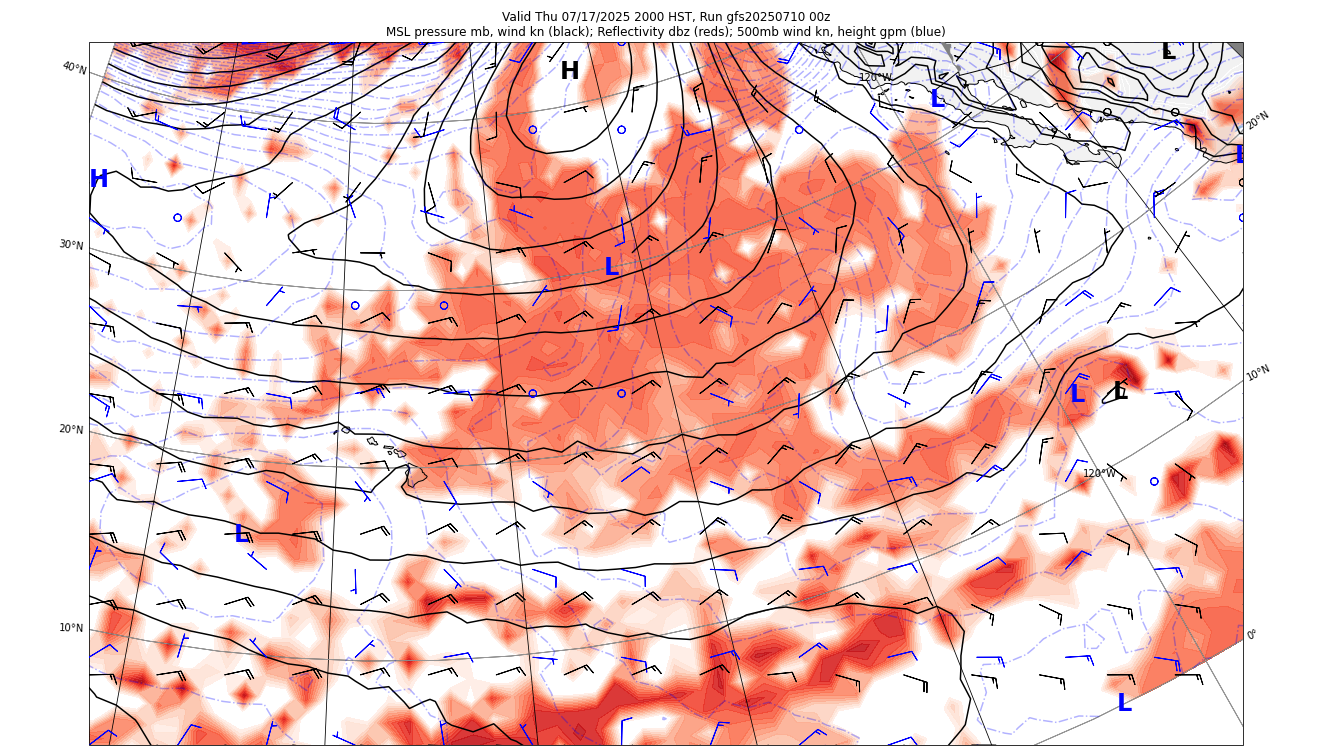 Valid Thu 07/17/2025 2000 HST, Run gfs20250710 00z
MSL pressure mb, wind kn (black); Reflectivity dbz (reds); 500mb wind kn, height gpm (blue)
L
40°N
H
120°W
L
20°N
L
H
30°N
L
10°N
L
L
20°N
120°W
L
10°N
0°
L